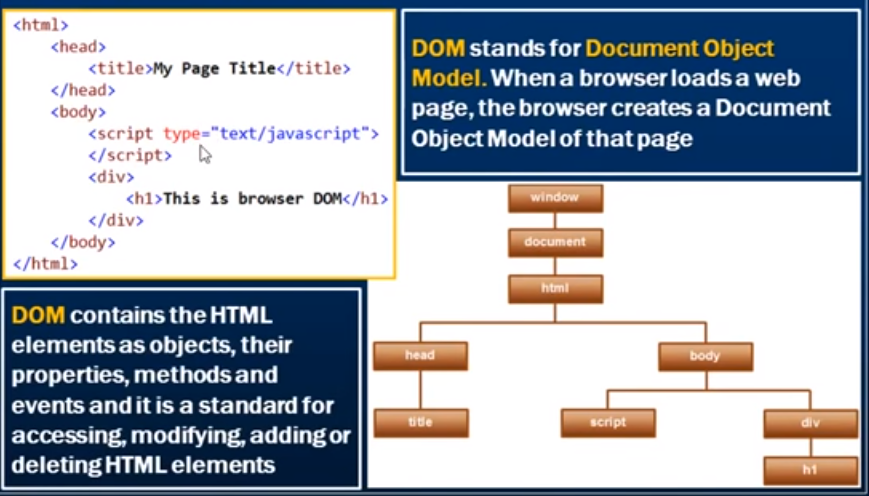 <html>
<head>
<title>My Page Title</title>
</head>
<body>
<script type="text/javascript">
</script>
<div>
<h1>This is browser DOM</h1>
</div>
</body>
</html>
DOM stands for Document Object
Model. When a browser loads a web
page, the browser creates a Document
Object Model of that page
DOM contains the HTML
elements as objects, their
properties, methods and
events and it is a standard for
accessing, modifying, adding or
deleting HTML elements
window
document
html
head
body
title
script
div
h1